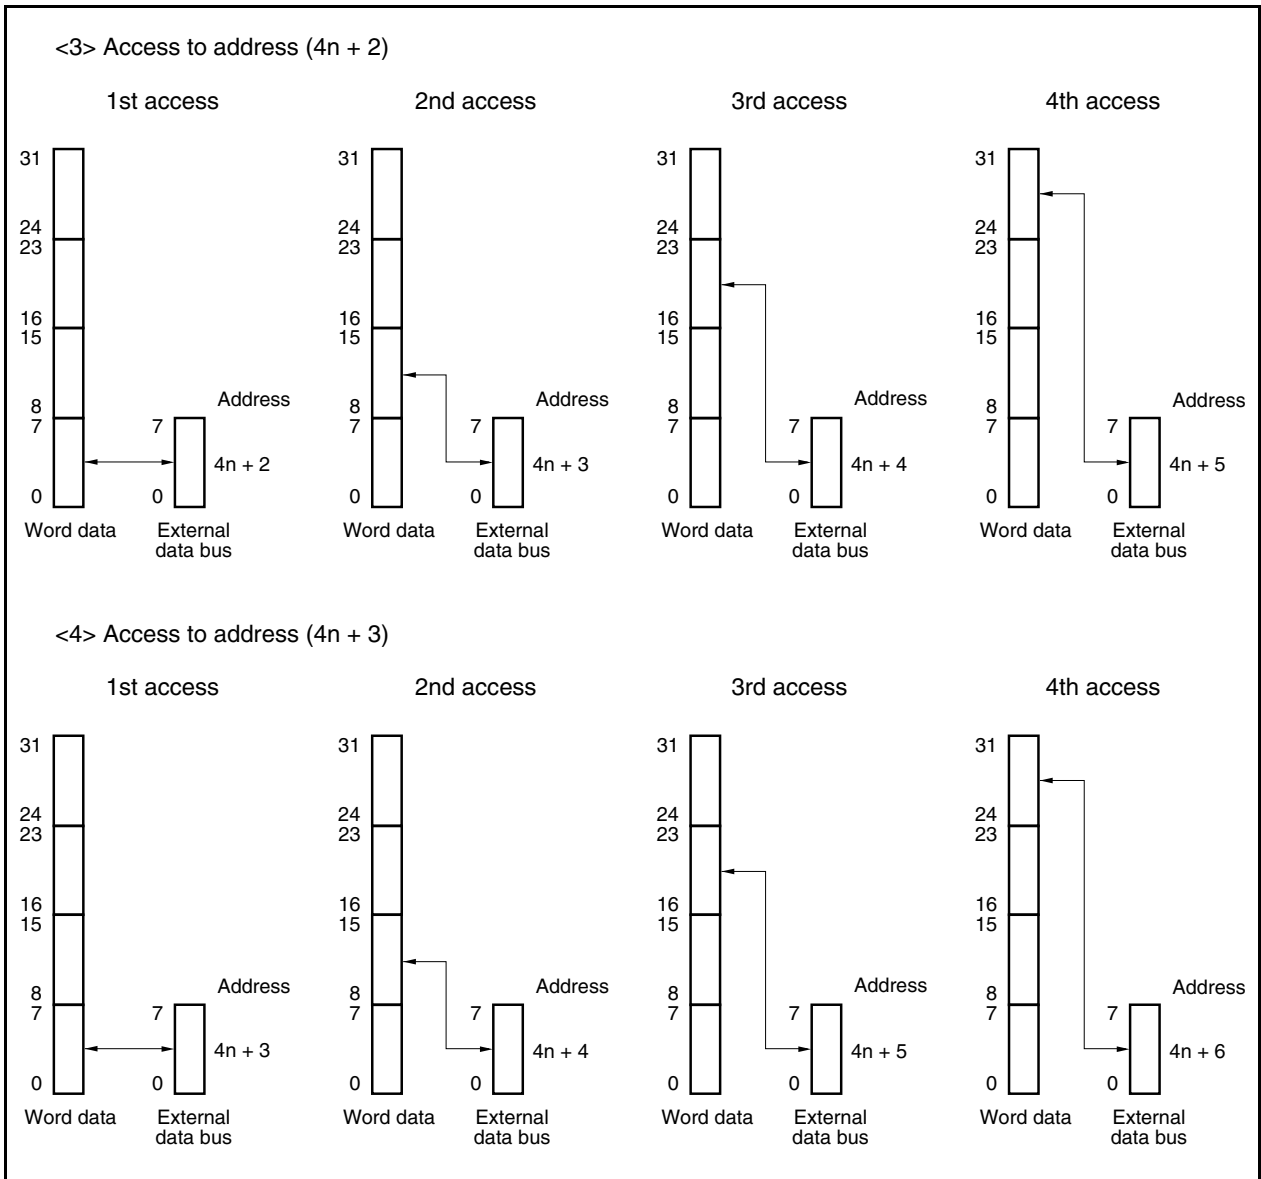 <3> Access to address (4n + 2)
1st access 2nd access 3rd access 4th access
31 31 31 31
24 24 24 24
23 23 23 23
16 16 16 16
15 15 15 15
Address Address Address Address
8 8 8 8
7 7 7 7 7 7 7 7
4n + 2 4n + 3 4n + 4 4n + 5
0 0 0 0 0 0 0 0
Word data External Word data External Word data External Word data External
data bus data bus data bus data bus
<4> Access to address (4n + 3)
1st access 2nd access 3rd access 4th access
31 31 31 31
24 24 24 24
23 23 23 23
16 16 16 16
15 15 15 15
Address Address Address Address
8 8 8 8
7 7 7 7 7 7 7 7
4n + 3 4n + 4 4n + 5 4n + 6
0 0 0 0 0 0 0 0
Word data External Word data External Word data External Word data External
data bus data bus data bus data bus